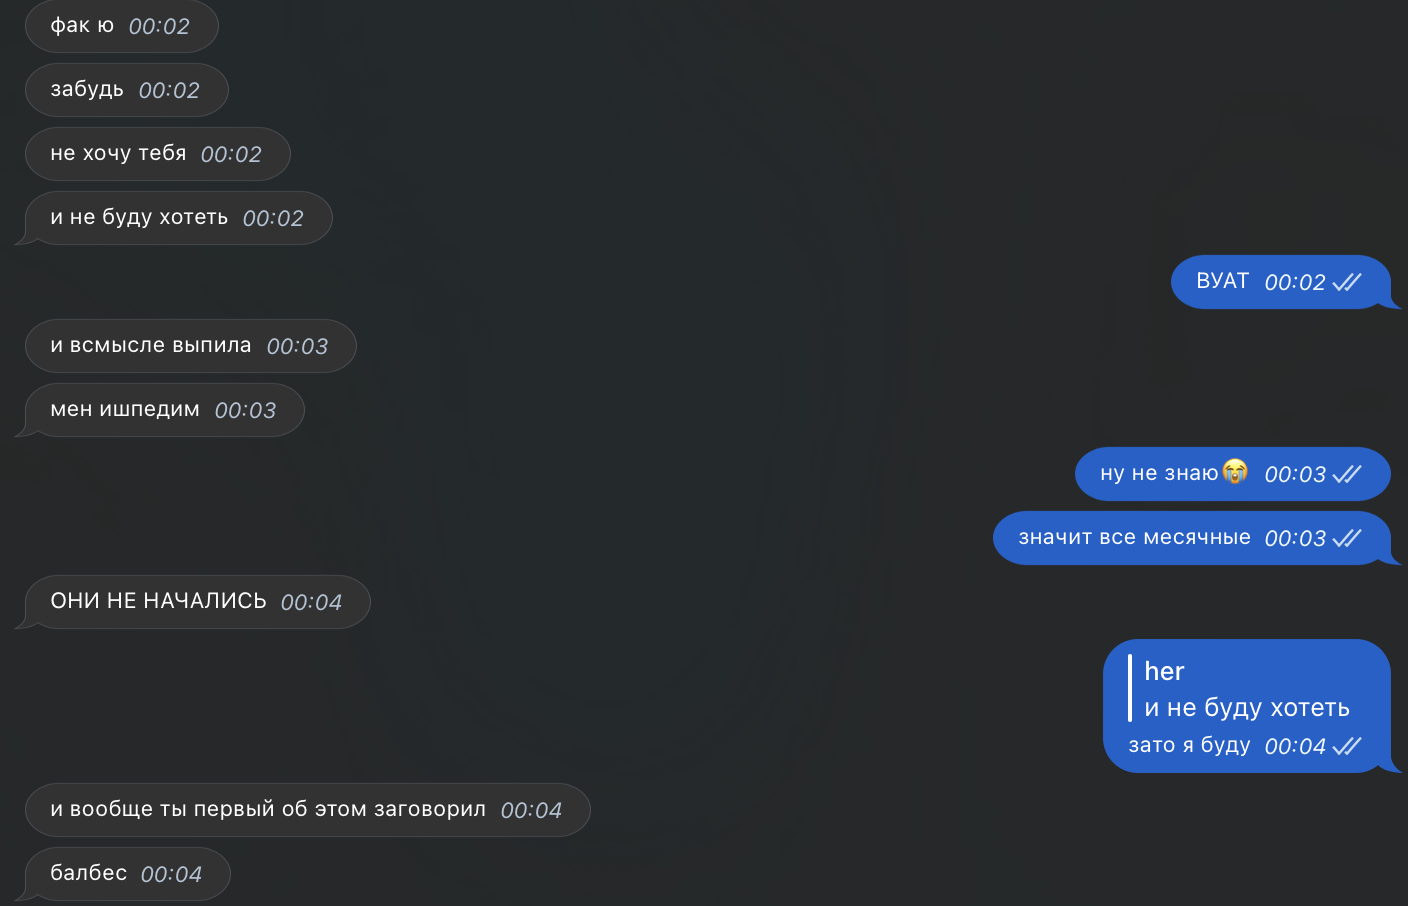 фак ю 00:02
забудь 00:02
не хочу тебя 00:02
и не буду хотеть 00:02
ВУАТ 00:02
и всмысле выпила 00:03
мен ишпедим 00:03
ну не знаю😭 00:03
значит все месячные 00:03
ОНИ НЕ НАЧАЛИСЬ 00:04
her
и не буду хотеть
зато я буду 00:04
и вообще ты первый об этом заговорил 00:04
балбес 00:04